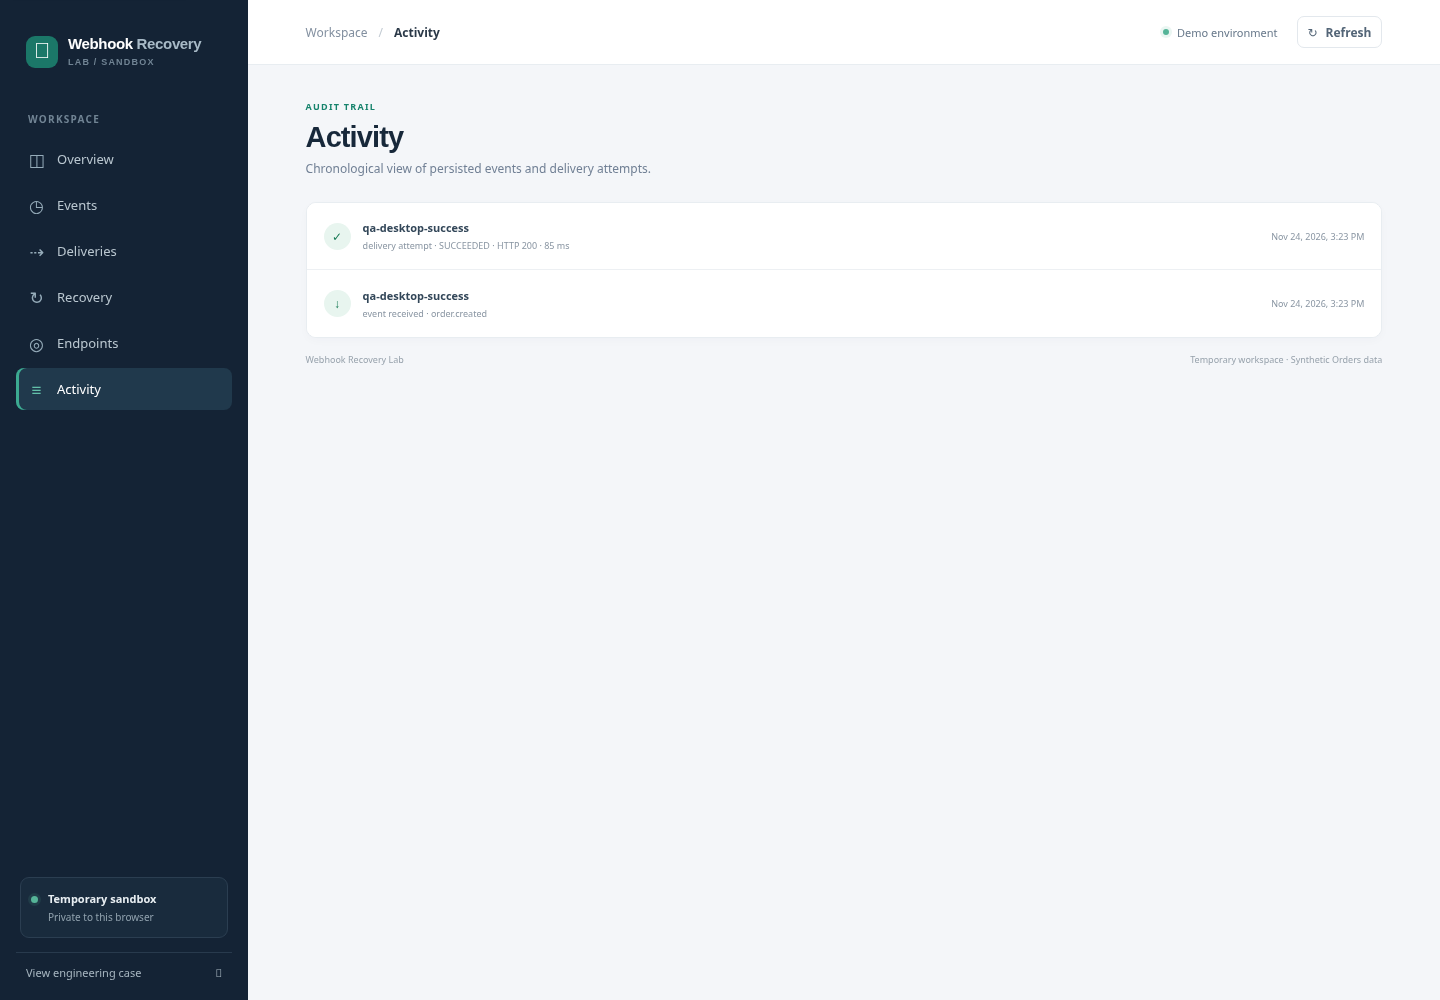 Webhook Recovery
LAB / SANDBOX
WORKSPACE
Overview
Events
Deliveries
Recovery
Endpoints
Activity
Temporary sandbox
Private to this browser
View engineering case
Workspace / Activity
Demo environment
Refresh
AUDIT TRAIL
Activity
Chronological view of persisted events and delivery attempts.
qa-desktop-success
delivery attempt · SUCCEEDED · HTTP 200 · 85 ms
Nov 24, 2026, 3:23 PM
qa-desktop-success
event received · order.created
Nov 24, 2026, 3:23 PM
Webhook Recovery Lab
Temporary workspace · Synthetic Orders data